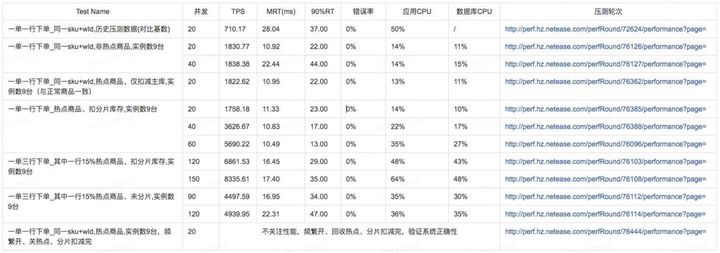 Test Name 并发 TPS MRT(ms) 90%RT 错误率 应用CPU 数据库CPU 压测轮次
一单一行下单_同一sku+wid,历史压测数据(对比基数) 20 710.17 28.04 37.00 0% 50% / http://perf.hz.netease.com/perfRound/72624/performance?page=
一单一行下单_同一sku+wid,非热点商品,实例数9台 20 1830.77 10.92 22.00 0% 14% 11% http://perf.hz.netease.com/perfRound/76126/performance?page=
40 1838.38 22.44 44.00 0% 14% 15% http://perf.hz.netease.com/perfRound/76127/performance?page=
一单一行下单_同一sku+wid,热点商品、仅扣减主库,
实例数9台（与正常商品一致） 20 1822.62 10.95 22.00 0% 13% 11% http://perf.hz.netease.com/perfRound/76362/performance?page=
一单一行下单_热点商品、扣分片库存,实例数9台 20 1758.18 11.33 23.00 0% 14% 10% http://perf.hz.netease.com/perfRound/76385/performance?page=
40 3626.67 10.83 17.00 0% 22% 17% http://perf.hz.netease.com/perfRound/76388/performance?page=
60 5690.22 10.49 13.00 0% 35% 27% http://perf.hz.netease.com/perfRound/76096/performance?page=
一单三行下单_其中一行15%热点商品、扣分片库存,实
例数9台 120 6861.53 16.45 29.00 0% 48% 43% http://perf.hz.netease.com/perfRound/76103/performance?page=
150 8335.61 17.40 35.00 0% 64% 48% http://perf.hz.netease.com/perfRound/76108/performance?page=
一单三行下单_其中一行15%热点商品、未分片,实例数
9台 90 4497.59 16.95 34.00 0% 35% 30% http://perf.hz.netease.com/perfRound/76112/performance?page=
120 4939.95 22.31 47.00 0% 36% 35% http://perf.hz.netease.com/perfRound/76114/performance?page=
一单一行下单_同一sku+wid,热点商品,实例数9台，频
繁开、关热点、分片扣减完 20 不关注性能，频繁开、回收热点、分片扣减完，验证系统正确性 http://perf.hz.netease.com/perfRound/76444/performance?page=